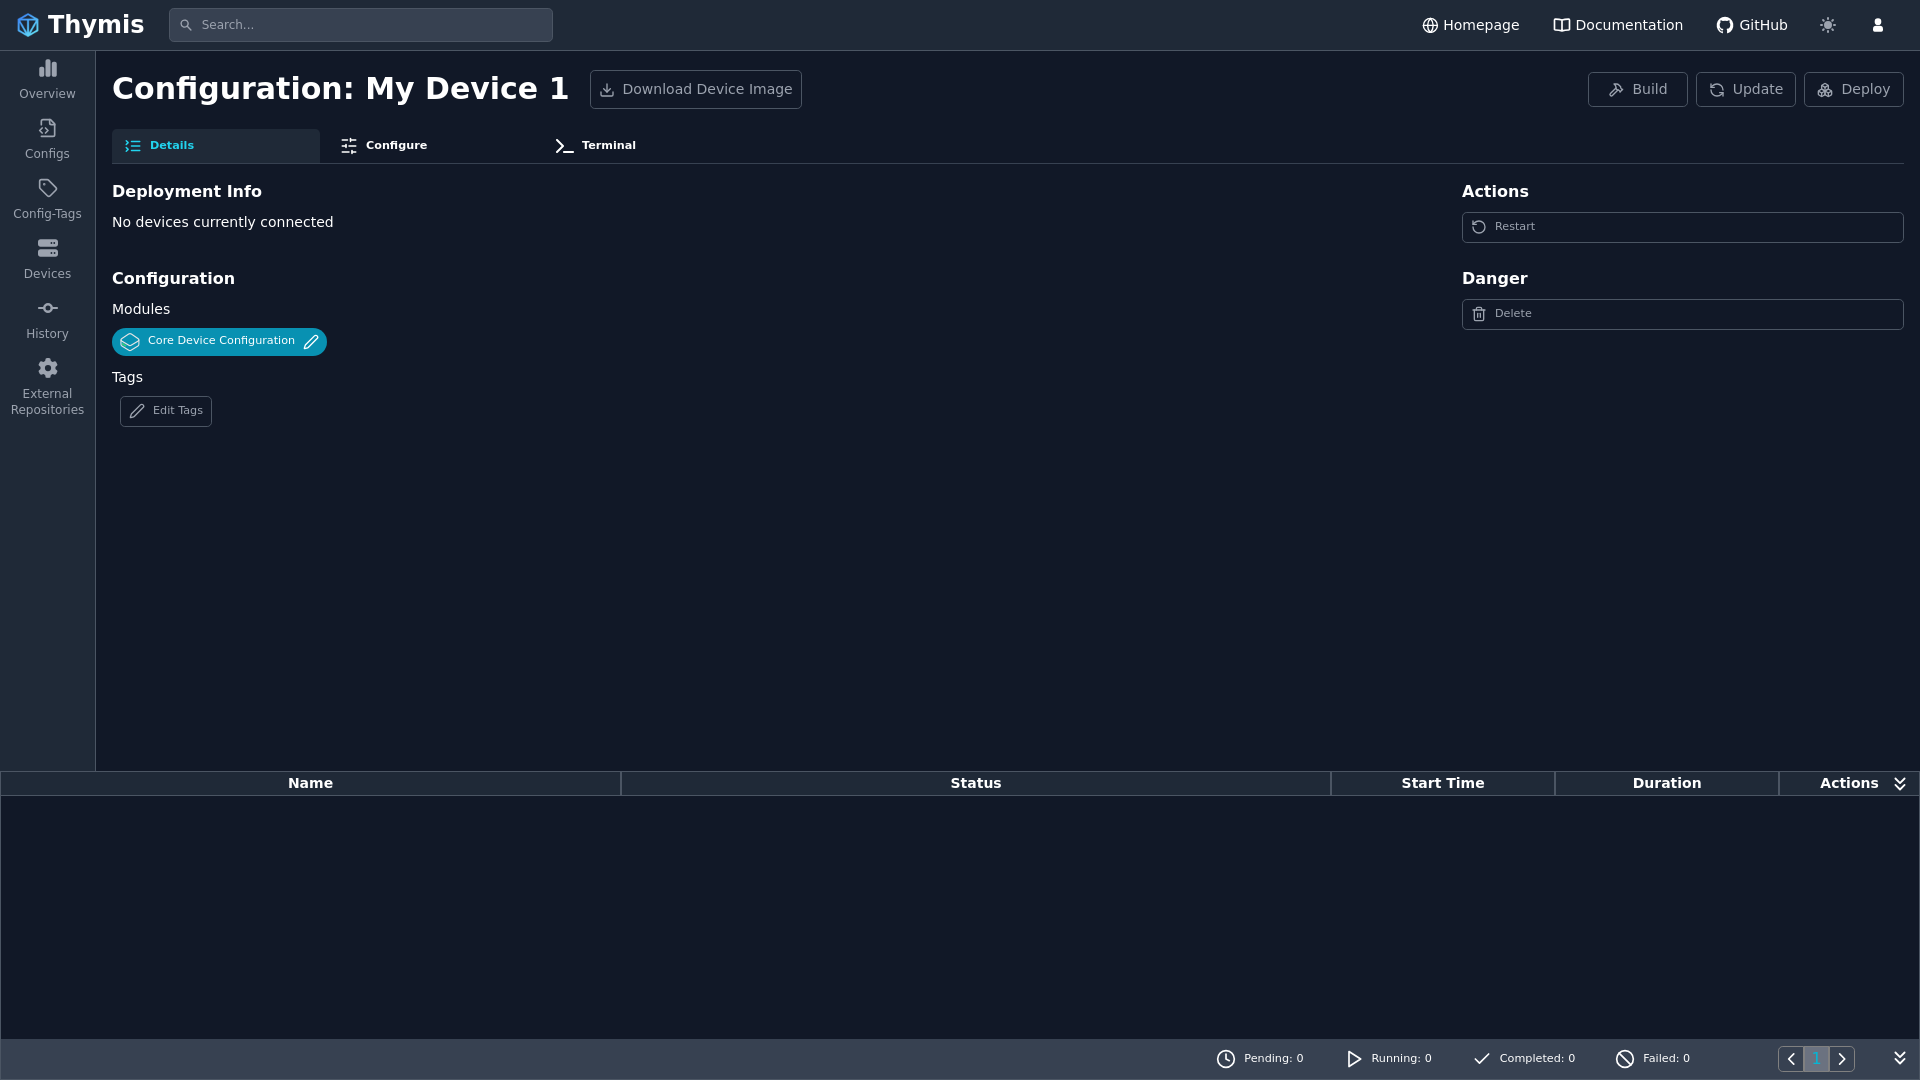 Thymis
Search...
Homepage
Documentation
GitHub
Overview
Configs
Config-Tags
Devices
History
External
Repositories
Configuration: My Device 1
Download Device Image
Build
Update
Deploy
Details
Configure
Terminal
Deployment Info
No devices currently connected
Configuration
Modules
Core Device Configuration
Tags
Edit Tags
Actions
Restart
Danger
Delete
Name
Status
Start Time
Duration
Actions
Pending: 0
Running: 0
Completed: 0
Failed: 0
1